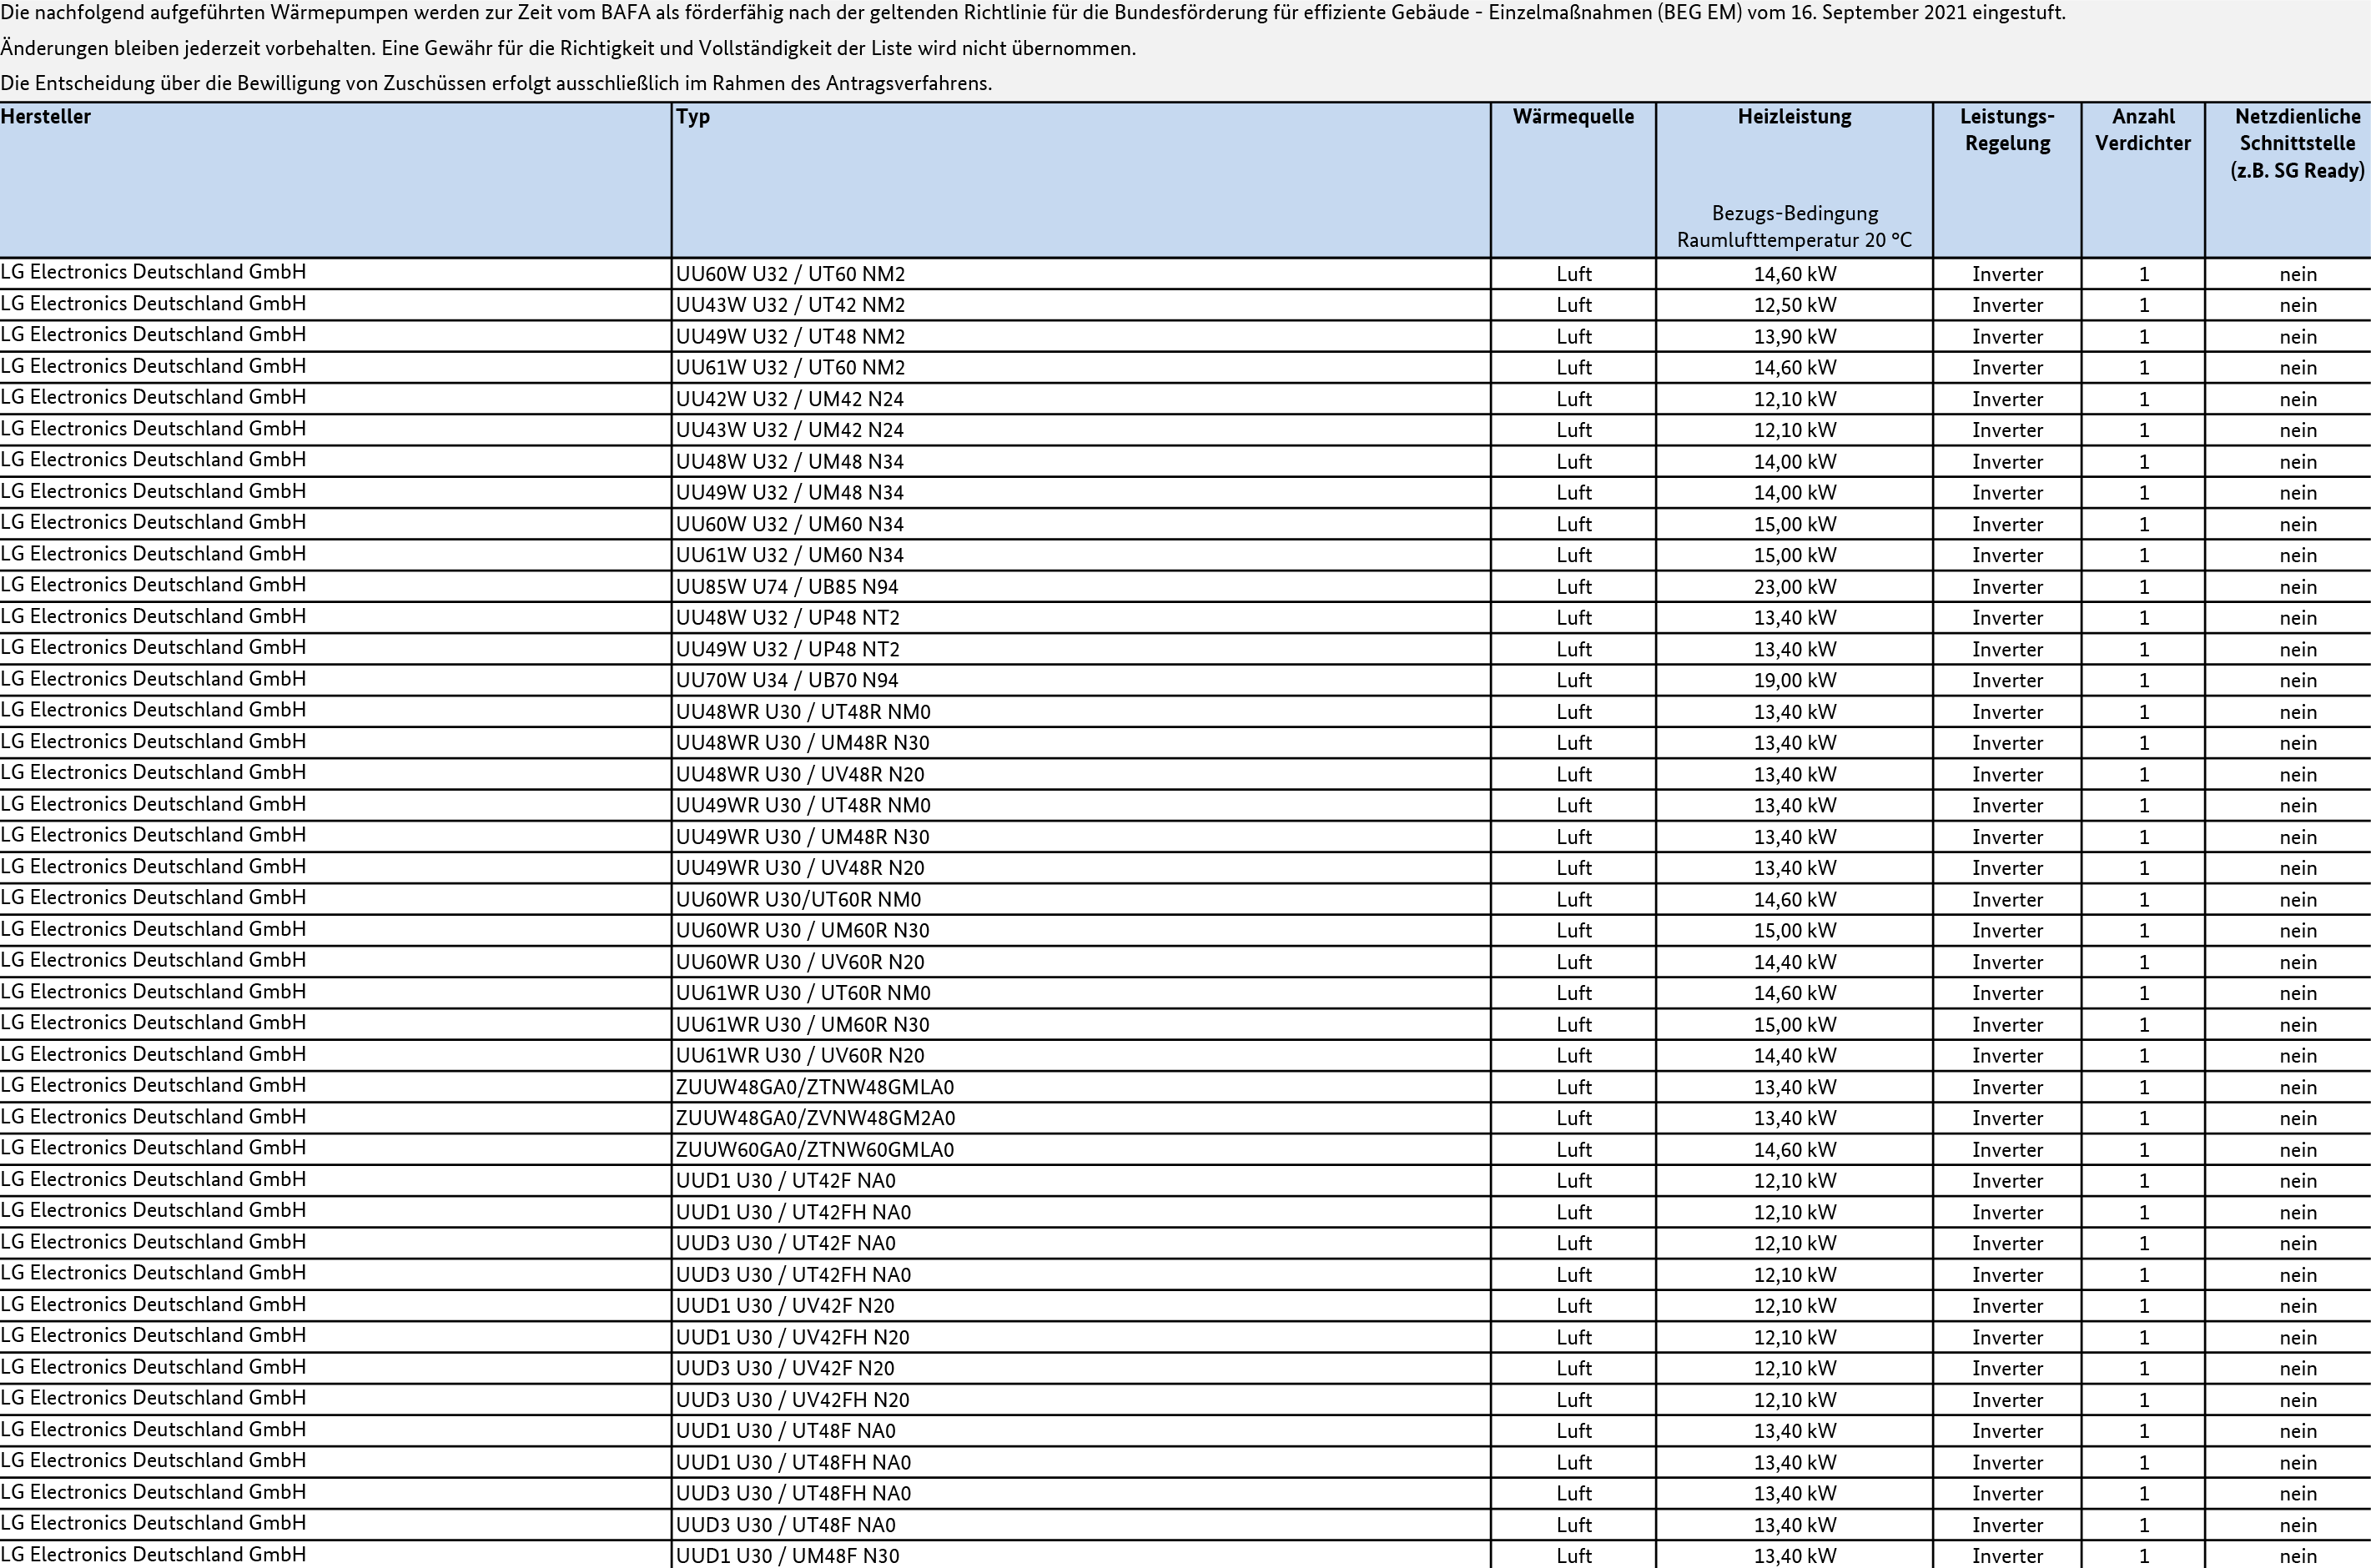 Die nachfolgend aufgeführten Wärmepumpen werden zur Zeit vom BAFA als förderfähig nach der geltenden Richtlinie für die Bundesförderung für effiziente Gebäude - Einzelmaßnahmen (BEG EM) vom 16. September 2021 eingestuft.
Änderungen bleiben jederzeit vorbehalten. Eine Gewähr für die Richtigkeit und Vollständigkeit der Liste wird nicht übernommen.
Die Entscheidung über die Bewilligung von Zuschüssen erfolgt ausschließlich im Rahmen des Antragsverfahrens.
Hersteller Typ Wärmequelle Heizleistung Leistungs- Anzahl Netzdienliche
Regelung Verdichter Schnittstelle
(z.B. SG Ready)
Bezugs-Bedingung
Raumlufttemperatur 20 °C
LG Electronics Deutschland GmbH UU60W U32 / UT60 NM2 Luft 14,60 kW Inverter 1 nein
LG Electronics Deutschland GmbH UU43W U32 / UT42 NM2 Luft 12,50 kW Inverter 1 nein
LG Electronics Deutschland GmbH UU49W U32 / UT48 NM2 Luft 13,90 kW Inverter 1 nein
LG Electronics Deutschland GmbH UU61W U32 / UT60 NM2 Luft 14,60 kW Inverter 1 nein
LG Electronics Deutschland GmbH UU42W U32 / UM42 N24 Luft 12,10 kW Inverter 1 nein
LG Electronics Deutschland GmbH UU43W U32 / UM42 N24 Luft 12,10 kW Inverter 1 nein
LG Electronics Deutschland GmbH UU48W U32 / UM48 N34 Luft 14,00 kW Inverter 1 nein
LG Electronics Deutschland GmbH UU49W U32 / UM48 N34 Luft 14,00 kW Inverter 1 nein
LG Electronics Deutschland GmbH UU60W U32 / UM60 N34 Luft 15,00 kW Inverter 1 nein
LG Electronics Deutschland GmbH UU61W U32 / UM60 N34 Luft 15,00 kW Inverter 1 nein
LG Electronics Deutschland GmbH UU85W U74 / UB85 N94 Luft 23,00 kW Inverter 1 nein
LG Electronics Deutschland GmbH UU48W U32 / UP48 NT2 Luft 13,40 kW Inverter 1 nein
LG Electronics Deutschland GmbH UU49W U32 / UP48 NT2 Luft 13,40 kW Inverter 1 nein
LG Electronics Deutschland GmbH UU70W U34 / UB70 N94 Luft 19,00 kW Inverter 1 nein
LG Electronics Deutschland GmbH UU48WR U30 / UT48R NM0 Luft 13,40 kW Inverter 1 nein
LG Electronics Deutschland GmbH UU48WR U30 / UM48R N30 Luft 13,40 kW Inverter 1 nein
LG Electronics Deutschland GmbH UU48WR U30 / UV48R N20 Luft 13,40 kW Inverter 1 nein
LG Electronics Deutschland GmbH UU49WR U30 / UT48R NM0 Luft 13,40 kW Inverter 1 nein
LG Electronics Deutschland GmbH UU49WR U30 / UM48R N30 Luft 13,40 kW Inverter 1 nein
LG Electronics Deutschland GmbH UU49WR U30 / UV48R N20 Luft 13,40 kW Inverter 1 nein
LG Electronics Deutschland GmbH UU60WR U30/UT60R NM0 Luft 14,60 kW Inverter 1 nein
LG Electronics Deutschland GmbH UU60WR U30 / UM60R N30 Luft 15,00 kW Inverter 1 nein
LG Electronics Deutschland GmbH UU60WR U30 / UV60R N20 Luft 14,40 kW Inverter 1 nein
LG Electronics Deutschland GmbH UU61WR U30 / UT60R NM0 Luft 14,60 kW Inverter 1 nein
LG Electronics Deutschland GmbH UU61WR U30 / UM60R N30 Luft 15,00 kW Inverter 1 nein
LG Electronics Deutschland GmbH UU61WR U30 / UV60R N20 Luft 14,40 kW Inverter 1 nein
LG Electronics Deutschland GmbH ZUUW48GA0/ZTNW48GMLA0 Luft 13,40 kW Inverter 1 nein
LG Electronics Deutschland GmbH ZUUW48GA0/ZVNW48GM2A0 Luft 13,40 kW Inverter 1 nein
LG Electronics Deutschland GmbH ZUUW60GA0/ZTNW60GMLA0 Luft 14,60 kW Inverter 1 nein
LG Electronics Deutschland GmbH UUD1 U30 / UT42F NA0 Luft 12,10 kW Inverter 1 nein
LG Electronics Deutschland GmbH UUD1 U30 / UT42FH NA0 Luft 12,10 kW Inverter 1 nein
LG Electronics Deutschland GmbH UUD3 U30 / UT42F NA0 Luft 12,10 kW Inverter 1 nein
LG Electronics Deutschland GmbH UUD3 U30 / UT42FH NA0 Luft 12,10 kW Inverter 1 nein
LG Electronics Deutschland GmbH UUD1 U30 / UV42F N20 Luft 12,10 kW Inverter 1 nein
LG Electronics Deutschland GmbH UUD1 U30 / UV42FH N20 Luft 12,10 kW Inverter 1 nein
LG Electronics Deutschland GmbH UUD3 U30 / UV42F N20 Luft 12,10 kW Inverter 1 nein
LG Electronics Deutschland GmbH UUD3 U30 / UV42FH N20 Luft 12,10 kW Inverter 1 nein
LG Electronics Deutschland GmbH UUD1 U30 / UT48F NA0 Luft 13,40 kW Inverter 1 nein
LG Electronics Deutschland GmbH UUD1 U30 / UT48FH NA0 Luft 13,40 kW Inverter 1 nein
LG Electronics Deutschland GmbH UUD3 U30 / UT48FH NA0 Luft 13,40 kW Inverter 1 nein
LG Electronics Deutschland GmbH UUD3 U30 / UT48F NA0 Luft 13,40 kW Inverter 1 nein
LG Electronics Deutschland GmbH UUD1 U30 / UM48F N30 Luft 13,40 kW Inverter 1 nein